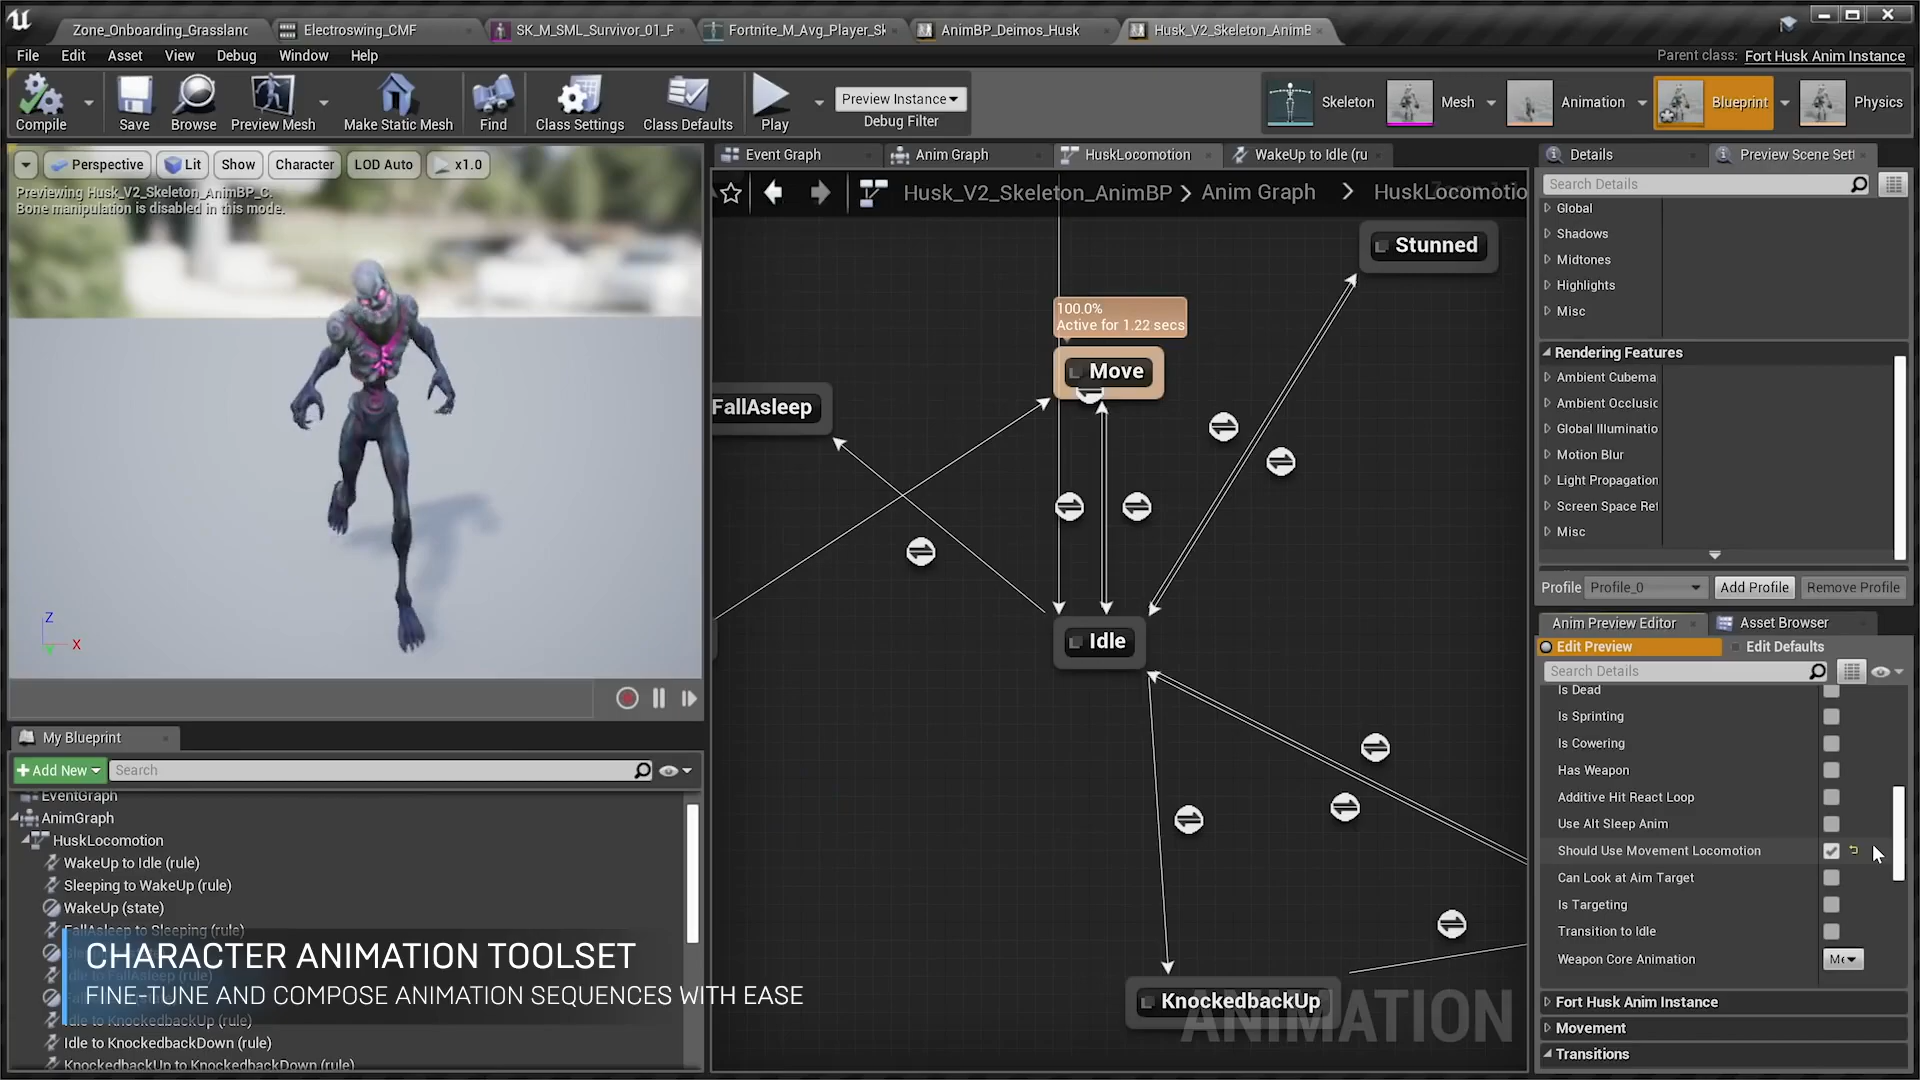 Zone_Onboarding_Grasslanc
Electroswing_CMF
SK_M_SML_Survivor_01_F
Fortnite_M_Avg_Player_Sk
AnimBP_Deimos_Husk
Husk_V2_Skeleton_AnimB
File Edit Asset View Debug Window Help
Parent class: Fort Husk Anim Instance
Compile
Save
Browse
Preview Mesh
Make Static Mesh
Find
Class Settings
Class Defaults
Play
Preview Instance
Debug Filter
Skeleton
Mesh
Animation
Blueprint
Physics
Perspective Lit Show Character LOD Auto x1.0
Previewing Husk_V2_Skeleton_AnimBP_C.
Bone manipulation is disabled in this mode.
Z
X
My Blueprint
Add New
Search
EventGraph
AnimGraph
HuskLocomotion
WakeUp to Idle (rule)
Sleeping to WakeUp (rule)
WakeUp (state)
FallAsleep to Sleeping (rule)
Idle to FallAsleep (rule)
Idle to KnockedbackUp (rule)
Idle to KnockedbackDown (rule)
KnockedbackUp to KnockedbackDown (rule)
CHARACTER ANIMATION TOOLSET
FINE-TUNE AND COMPOSE ANIMATION SEQUENCES WITH EASE
Event Graph
Anim Graph
HuskLocomotion
WakeUp to Idle (ru
Husk_V2_Skeleton_AnimBP > Anim Graph > HuskLocomotio
Stunned
100.0%
Active for 1.22 secs
Move
FallAsleep
Idle
KnockedbackUp
ANIMATION
Details
Preview Scene Sett
Search Details
Global
Shadows
Midtones
Highlights
Misc
Rendering Features
Ambient Cubema
Ambient Occlusic
Global Illuminatio
Motion Blur
Light Propagation
Screen Space Ref
Misc
Profile
Profile_0
Add Profile
Remove Profile
Anim Preview Editor
Asset Browser
Edit Preview
Edit Defaults
Search Details
Is Dead
Is Sprinting
Is Cowering
Has Weapon
Additive Hit React Loop
Use Alt Sleep Anim
Should Use Movement Locomotion
Can Look at Aim Target
Is Targeting
Transition to Idle
Weapon Core Animation
Me
Fort Husk Anim Instance
Movement
Transitions